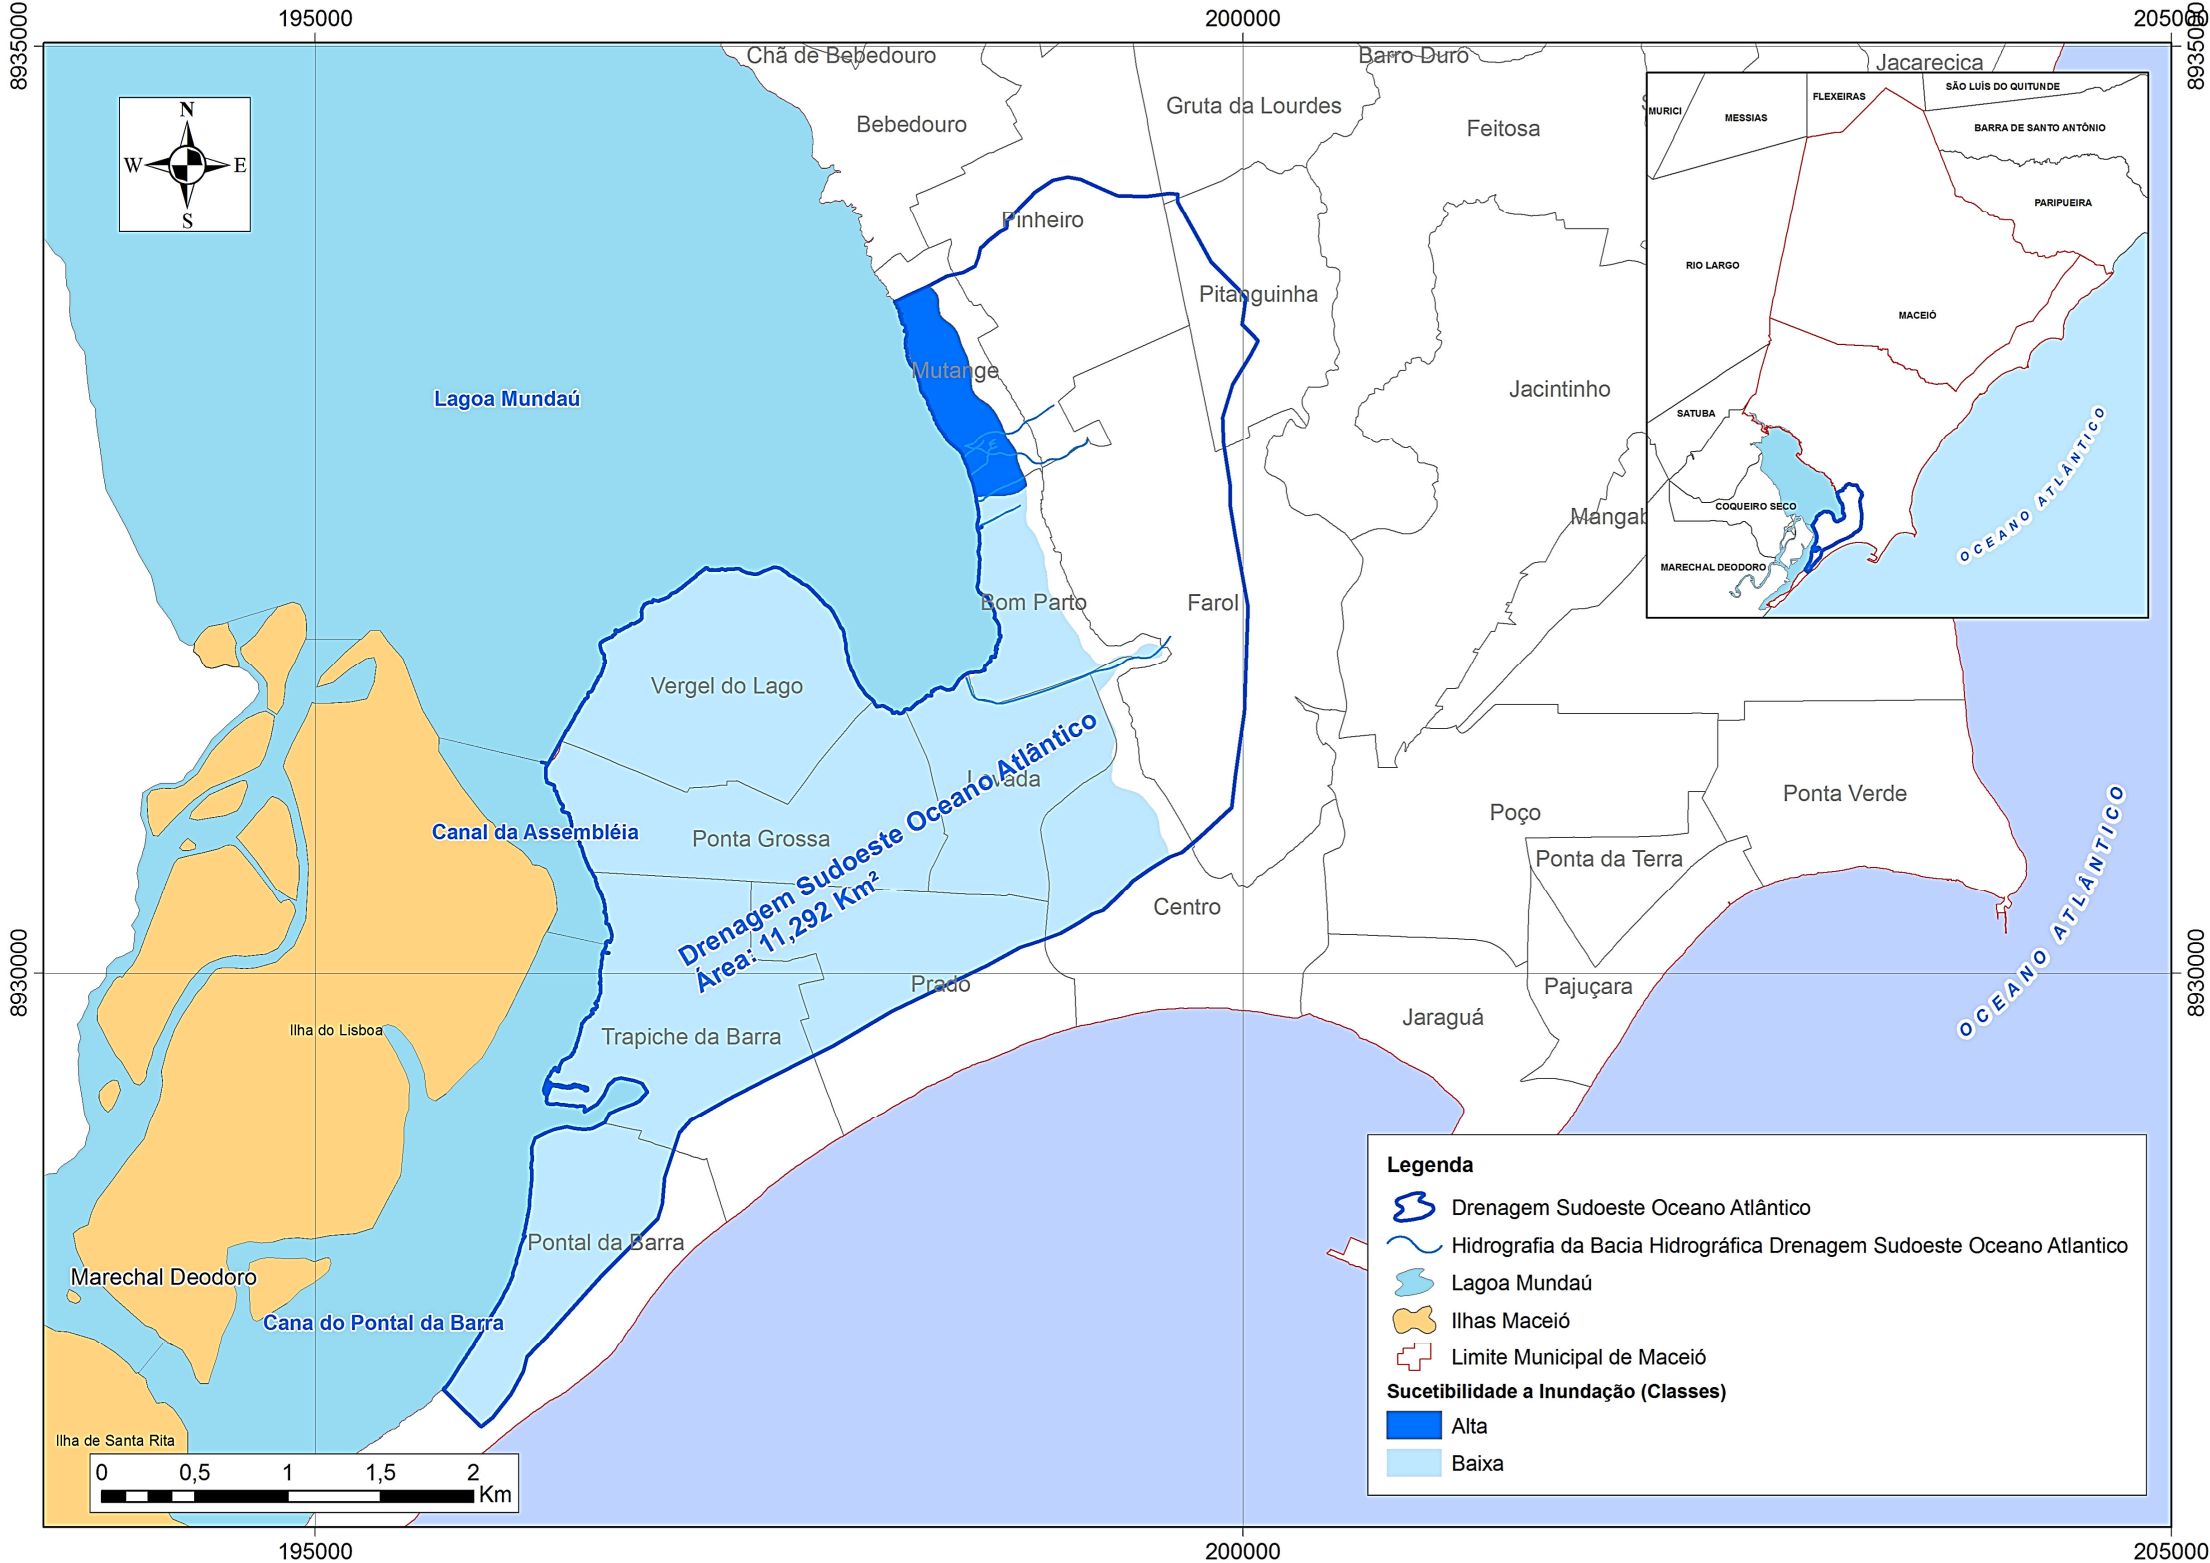 195000
200000
205000
8935000
8935000
Chã de Bebedouro
Barro Duro
Jacarecica
Bebedouro
Gruta da Lourdes
Feitosa
N
W
E
S
Pinheiro
Pitanguinha
Mutange
Jacintinho
Lagoa Mundaú
Mangab
Bom Parto
Farol
Vergel do Lago
Levada
Ponta Grossa
Canal da Assembléia
Drenagem Sudoeste Oceano Atlântico
Área: 11,292 Km²
Poço
Ponta Verde
Ponta da Terra
Centro
Prado
Pajuçara
Jaraguá
Trapiche da Barra
Ilha do Lisboa
Pontal da Barra
Marechal Deodoro
Cana do Pontal da Barra
Ilha de Santa Rita
OCEANO ATLÂNTICO
8930000
8930000
MURICI
MESSIAS
FLEXEIRAS
SÃO LUÍS DO QUITUNDE
BARRA DE SANTO ANTÔNIO
PARIPUEIRA
RIO LARGO
MACEIÓ
SATUBA
COQUEIRO SECO
MARECHAL DEODORO
OCEANO ATLÂNTICO
Legenda
Drenagem Sudoeste Oceano Atlântico
Hidrografia da Bacia Hidrográfica Drenagem Sudoeste Oceano Atlantico
Lagoa Mundaú
Ilhas Maceió
Limite Municipal de Maceió
Sucetibilidade a Inundação (Classes)
Alta
Baixa
0 0,5 1 1,5 2
Km
195000
200000
205000